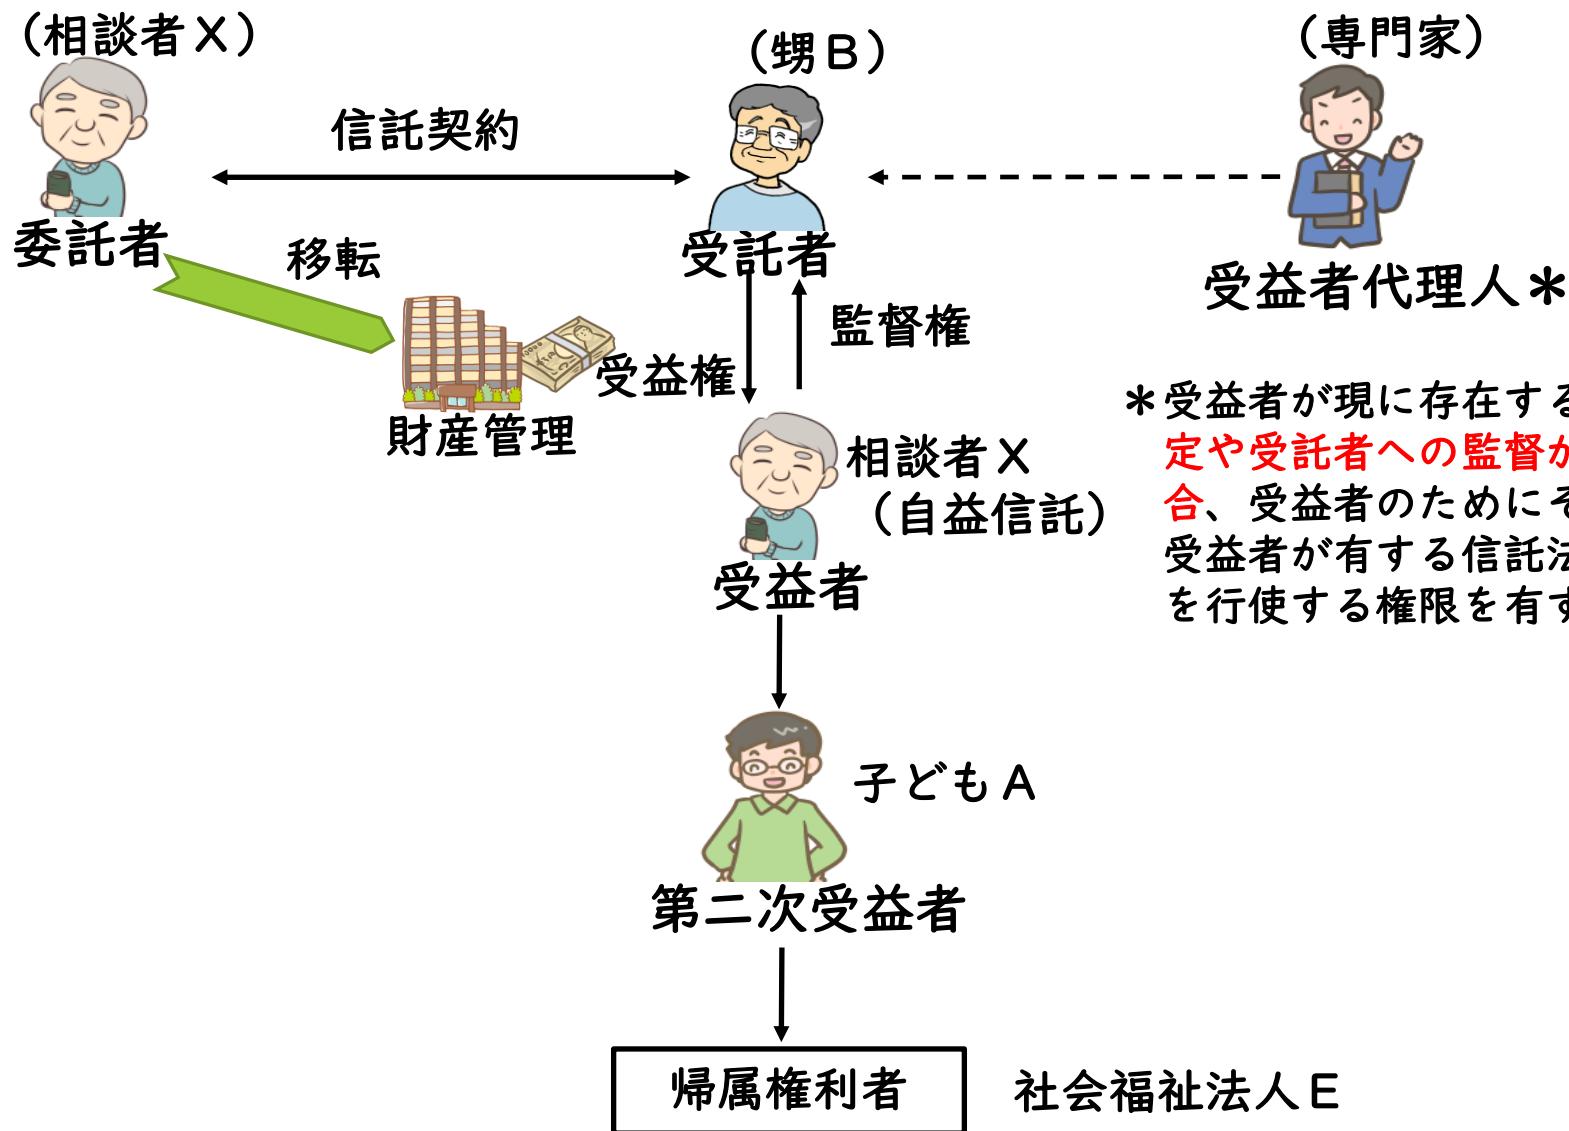 (相談者X)
(甥B)
(専門家)
信託契約
委託者
移転
受託者
受益者代理人＊
監督権
受益権
財産管理
＊受益者が現に存在する
定や受託者への監督が
合、受益者のためにそ
受益者が有する信託法
を行使する権限を有す
相談者X
(自益信託)
受益者
子どもA
第二次受益者
帰属権利者
社会福祉法人E